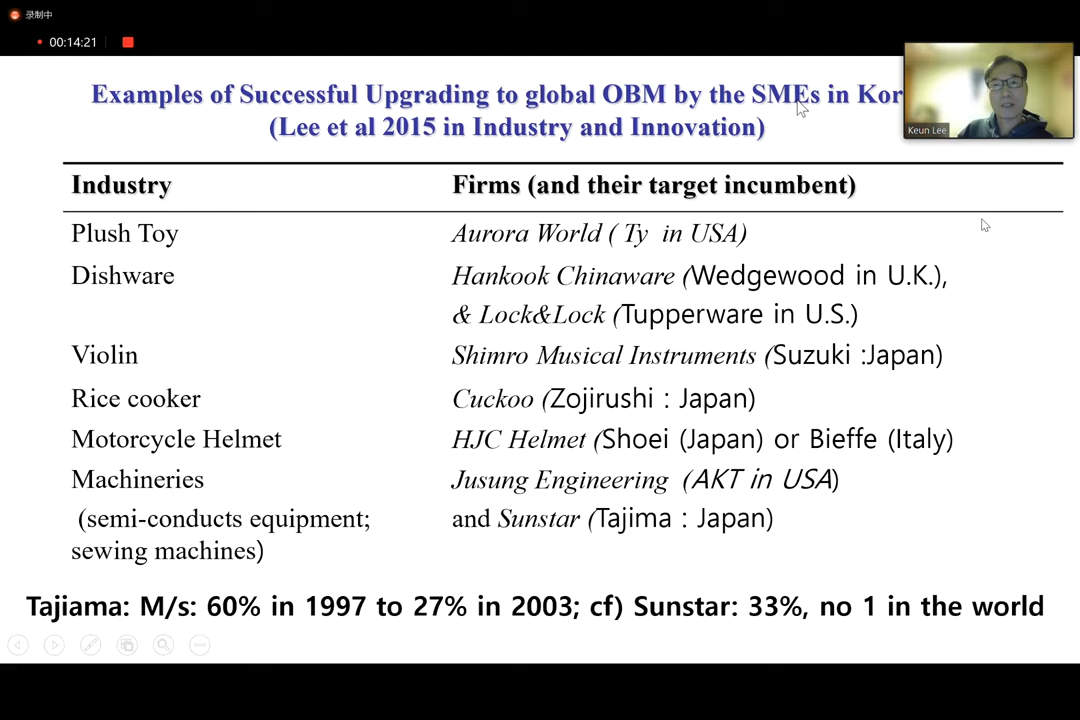 录制中
00:14:21
Examples of Successful Upgrading to global OBM by the SMEs in Kor
(Lee et al 2015 in Industry and Innovation)
Keun Lee
Industry Firms (and their target incumbent)
Plush Toy Aurora World ( Ty in USA)
Dishware Hankook Chinaware (Wedgewood in U.K.),
& Lock&Lock (Tupperware in U.S.)
Violin Shimro Musical Instruments (Suzuki :Japan)
Rice cooker Cuckoo (Zojirushi : Japan)
Motorcycle Helmet HJC Helmet (Shoei (Japan) or Bieffe (Italy)
Machineries Jusung Engineering (AKT in USA)
(semi-conducts equipment; and Sunstar (Tajima : Japan)
sewing machines)
Tajiama: M/s: 60% in 1997 to 27% in 2003; cf) Sunstar: 33%, no 1 in the world